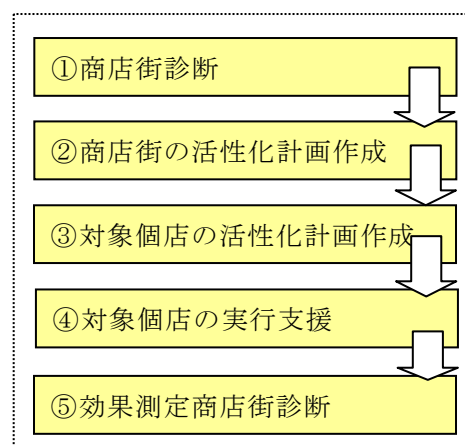 ①商店街診断
②商店街の活性化計画作成
③対象個店の活性化計画作成
④対象個店の実行支援
⑤効果測定商店街診断